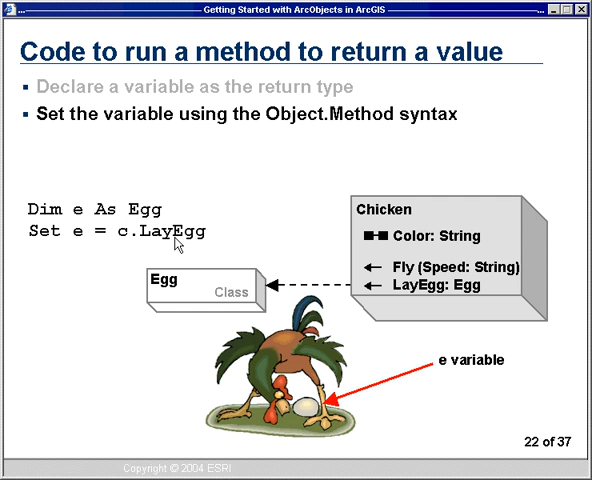 ... Getting Started with ArcObjects in ArcGIS
Code to run a method to return a value
Declare a variable as the return type
Set the variable using the Object.Method syntax
Dim e As Egg
Set e = c.LayEgg
Chicken
Color: String
Fly (Speed: String)
LayEgg: Egg
Egg
Class
e variable
22 of 37
Copyright © 2004 ESRI